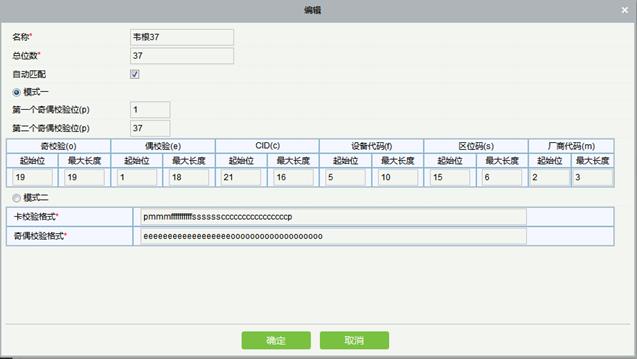 编辑
名称* 韦根37
总位数* 37
自动匹配
模式一
第一个奇偶校验位(p) 1
第二个奇偶校验位(p) 37
奇校验(o) 偶校验(e) CID(c) 设备代码(f) 区位码(s) 厂商代码(m)
起始位 最大长度 起始位 最大长度 起始位 最大长度 起始位 最大长度 起始位 最大长度 起始位 最大长度
19 19 1 18 21 16 5 10 15 6 2 3
模式二
卡校验格式* pmmmffffffffffssssssccccccccccccccccp
奇偶校验格式* eeeeeeeeeeeeeeeeeeooooooooooooooooooo
确定 取消